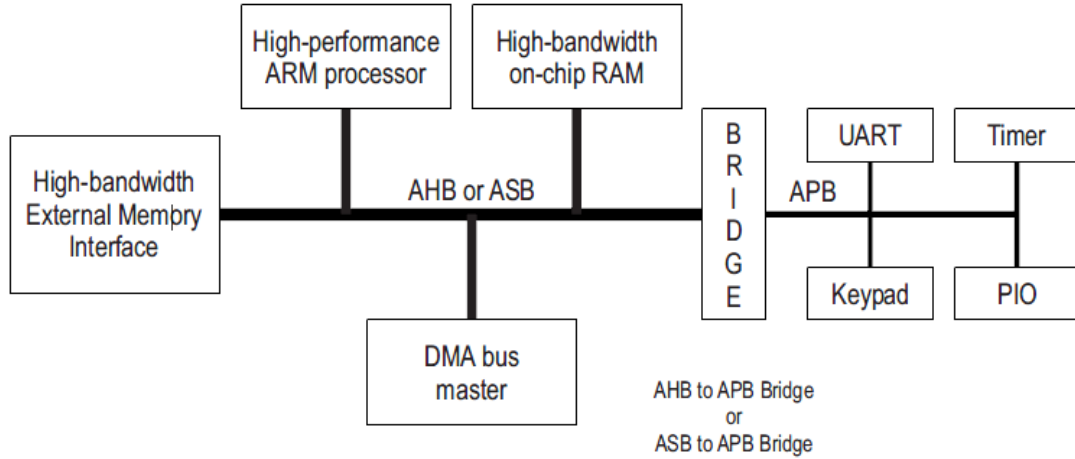 High-performance
ARM processor
High-bandwidth
on-chip RAM
High-bandwidth
External Memory
Interface
AHB or ASB
B
R
I
D
G
E
APB
UART
Timer
Keypad
PIO
DMA bus
master
AHB to APB Bridge
or
ASB to APB Bridge